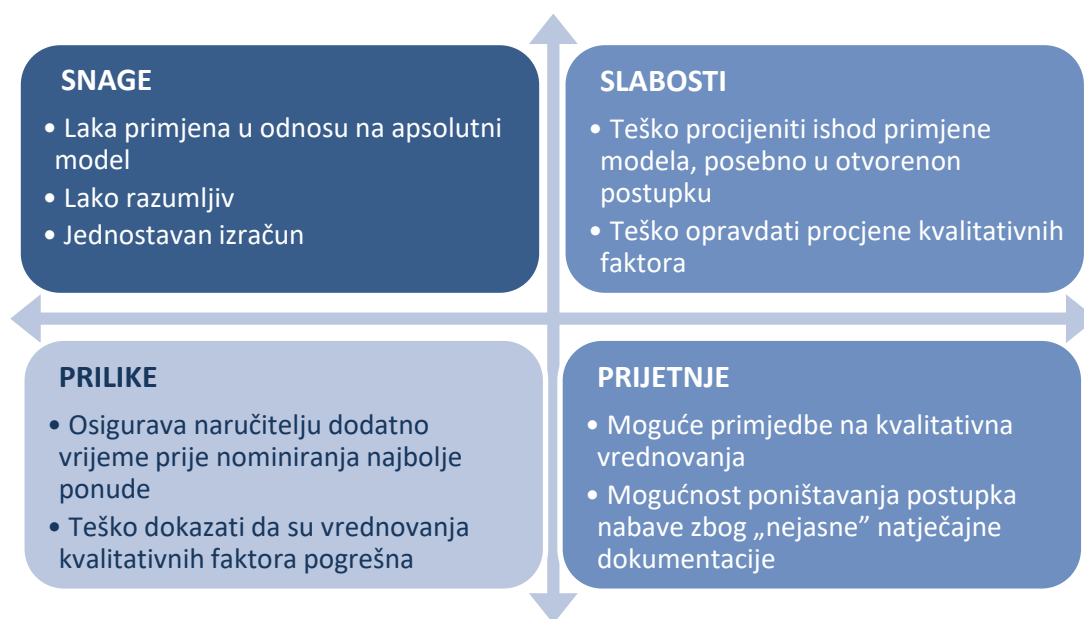 SNAGE
• Laka primjena u odnosu na apsolutni
model
• Lako razumljiv
• Jednostavan izračun
SLABOSTI
• Teško procijeniti ishod primjene
modela, posebno u otvorenon
postupku
• Teško opravdati procjene kvalitativnih
faktora
PRILIKE
• Osigurava naručitelju dodatno
vrijeme prije nominiranja najbolje
ponude
• Teško dokazati da su vrednovanja
kvalitativnih faktora pogrešna
PRIJETNJE
• Moguće primjedbe na kvalitativna
vrednovanja
• Mogućnost poništavanja postupka
nabave zbog „nejasne” natječajne
dokumentacije